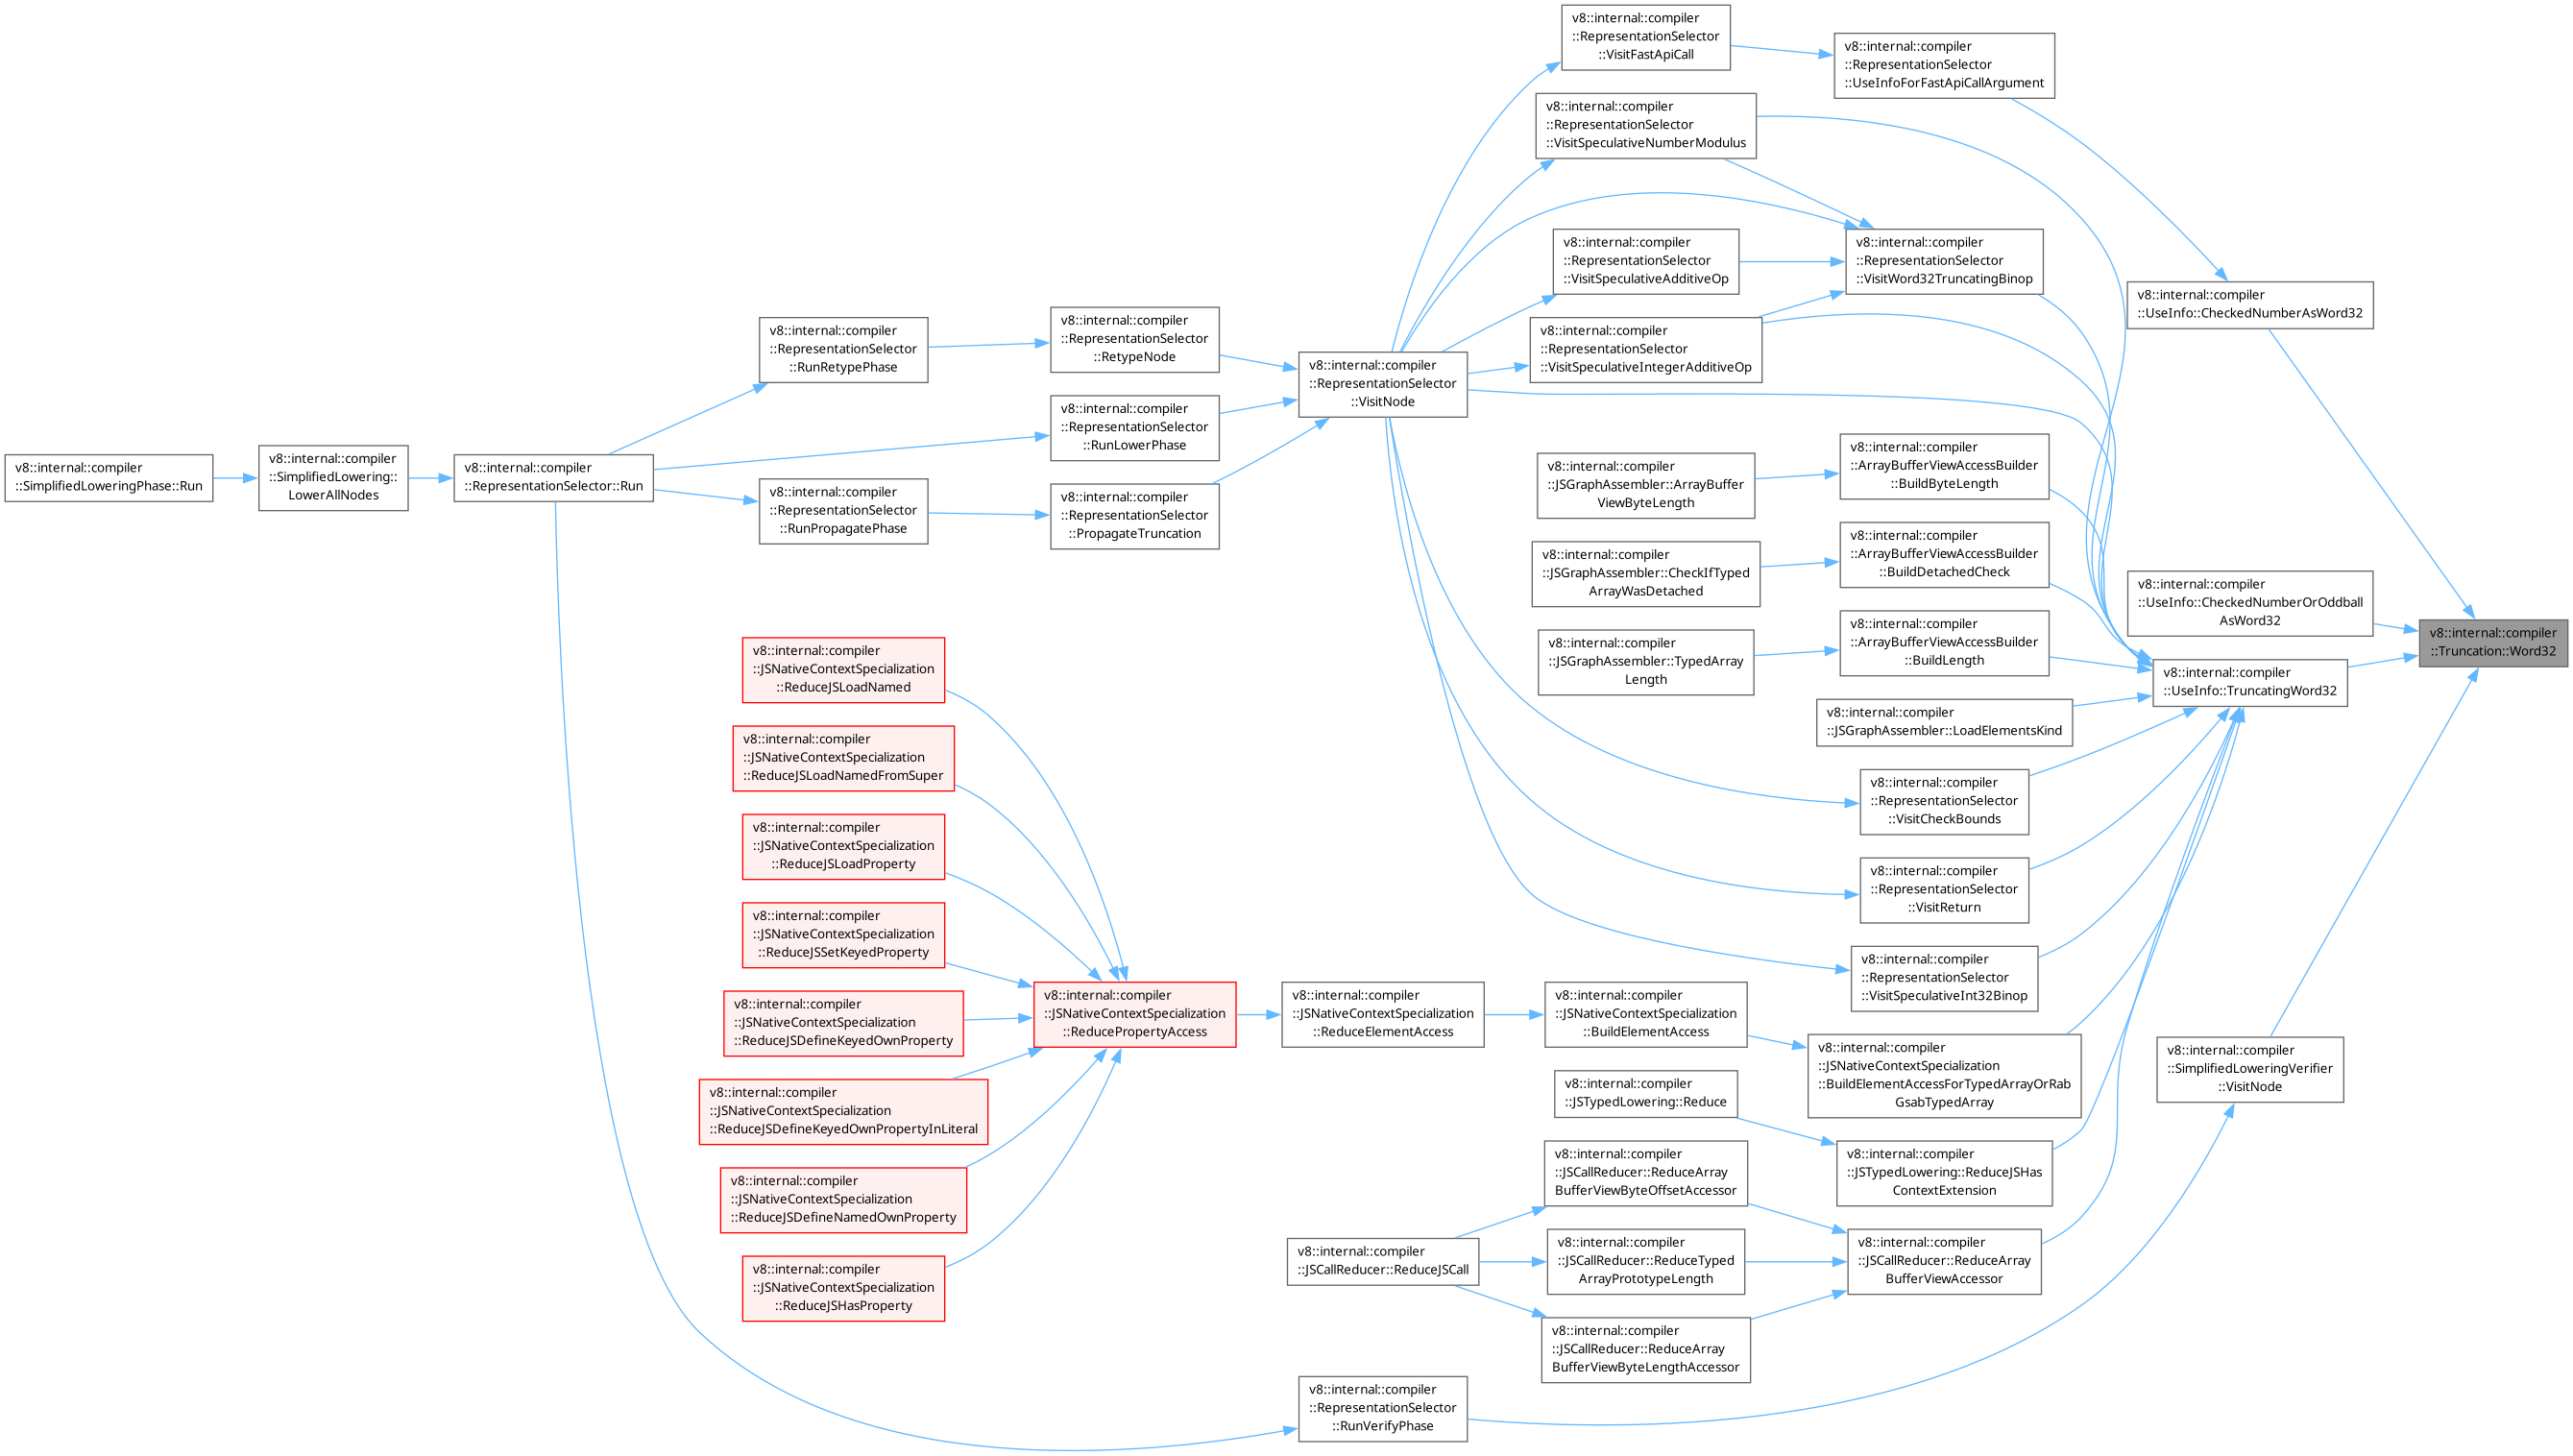 v8::internal::compiler
::SimplifiedLoweringPhase::Run
v8::internal::compiler
::SimplifiedLowering::
LowerAllNodes
v8::internal::compiler
::RepresentationSelector::Run
v8::internal::compiler
::RepresentationSelector
::RunRetypePhase
v8::internal::compiler
::RepresentationSelector
::RunPropagatePhase
v8::internal::compiler
::JSNativeContextSpecialization
::ReduceJSLoadNamed
v8::internal::compiler
::JSNativeContextSpecialization
::ReduceJSLoadNamedFromSuper
v8::internal::compiler
::JSNativeContextSpecialization
::ReduceJSLoadProperty
v8::internal::compiler
::JSNativeContextSpecialization
::ReduceJSSetKeyedProperty
v8::internal::compiler
::JSNativeContextSpecialization
::ReduceJSDefineKeyedOwnProperty
v8::internal::compiler
::JSNativeContextSpecialization
::ReduceJSDefineKeyedOwnPropertyInLiteral
v8::internal::compiler
::JSNativeContextSpecialization
::ReduceJSDefineNamedOwnProperty
v8::internal::compiler
::JSNativeContextSpecialization
::ReduceJSHasProperty
v8::internal::compiler
::RepresentationSelector
::RetypeNode
v8::internal::compiler
::RepresentationSelector
::RunLowerPhase
v8::internal::compiler
::RepresentationSelector
::PropagateTruncation
v8::internal::compiler
::JSNativeContextSpecialization
::ReducePropertyAccess
v8::internal::compiler
::RepresentationSelector
::VisitNode
v8::internal::compiler
::JSNativeContextSpecialization
::ReduceElementAccess
v8::internal::compiler
::JSCallReducer::ReduceJSCall
v8::internal::compiler
::RepresentationSelector
::RunVerifyPhase
v8::internal::compiler
::RepresentationSelector
::VisitFastApiCall
v8::internal::compiler
::RepresentationSelector
::VisitSpeculativeNumberModulus
v8::internal::compiler
::RepresentationSelector
::VisitSpeculativeAdditiveOp
v8::internal::compiler
::RepresentationSelector
::VisitSpeculativeIntegerAdditiveOp
v8::internal::compiler
::JSGraphAssembler::ArrayBuffer
ViewByteLength
v8::internal::compiler
::JSGraphAssembler::CheckIfTyped
ArrayWasDetached
v8::internal::compiler
::JSGraphAssembler::TypedArray
Length
v8::internal::compiler
::JSNativeContextSpecialization
::BuildElementAccess
v8::internal::compiler
::JSTypedLowering::Reduce
v8::internal::compiler
::JSCallReducer::ReduceArray
BufferViewByteOffsetAccessor
v8::internal::compiler
::JSCallReducer::ReduceTyped
ArrayPrototypeLength
v8::internal::compiler
::JSCallReducer::ReduceArray
BufferViewByteLengthAccessor
v8::internal::compiler
::RepresentationSelector
::UseInfoForFastApiCallArgument
v8::internal::compiler
::RepresentationSelector
::VisitWord32TruncatingBinop
v8::internal::compiler
::ArrayBufferViewAccessBuilder
::BuildByteLength
v8::internal::compiler
::ArrayBufferViewAccessBuilder
::BuildDetachedCheck
v8::internal::compiler
::ArrayBufferViewAccessBuilder
::BuildLength
v8::internal::compiler
::JSGraphAssembler::LoadElementsKind
v8::internal::compiler
::RepresentationSelector
::VisitCheckBounds
v8::internal::compiler
::RepresentationSelector
::VisitReturn
v8::internal::compiler
::RepresentationSelector
::VisitSpeculativeInt32Binop
v8::internal::compiler
::JSNativeContextSpecialization
::BuildElementAccessForTypedArrayOrRab
GsabTypedArray
v8::internal::compiler
::JSTypedLowering::ReduceJSHas
ContextExtension
v8::internal::compiler
::JSCallReducer::ReduceArray
BufferViewAccessor
v8::internal::compiler
::UseInfo::CheckedNumberAsWord32
v8::internal::compiler
::UseInfo::CheckedNumberOrOddball
AsWord32
v8::internal::compiler
::UseInfo::TruncatingWord32
v8::internal::compiler
::SimplifiedLoweringVerifier
::VisitNode
v8::internal::compiler
::Truncation::Word32